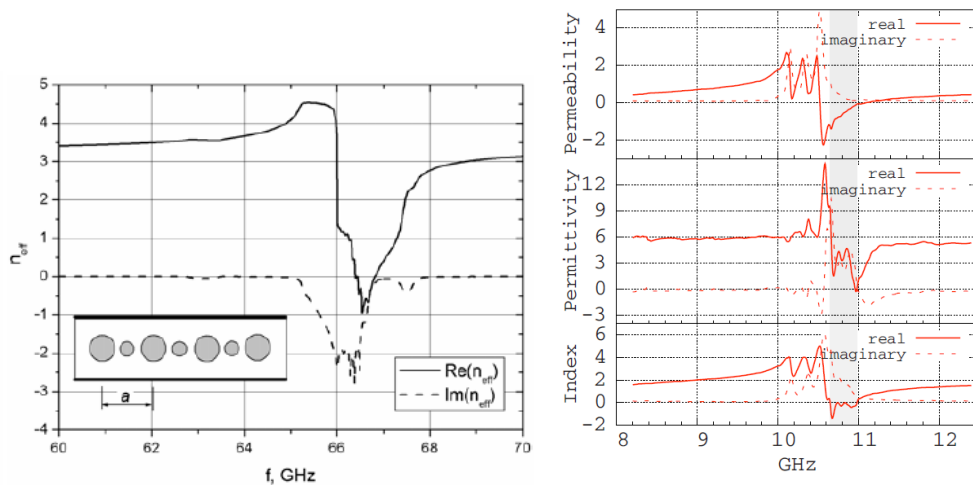 5
4
3
2
1
0
-1
-2
-3
-4
n_eff
a
Re(n_eff)
Im(n_eff)
60 62 64 66 68 70
f, GHz
Permeability
4
2
0
-2
real
imaginary
Permittivity
12
9
6
3
0
-3
real
imaginary
Index
6
4
2
0
-2
real
imaginary
8 9 10 11 12
GHz